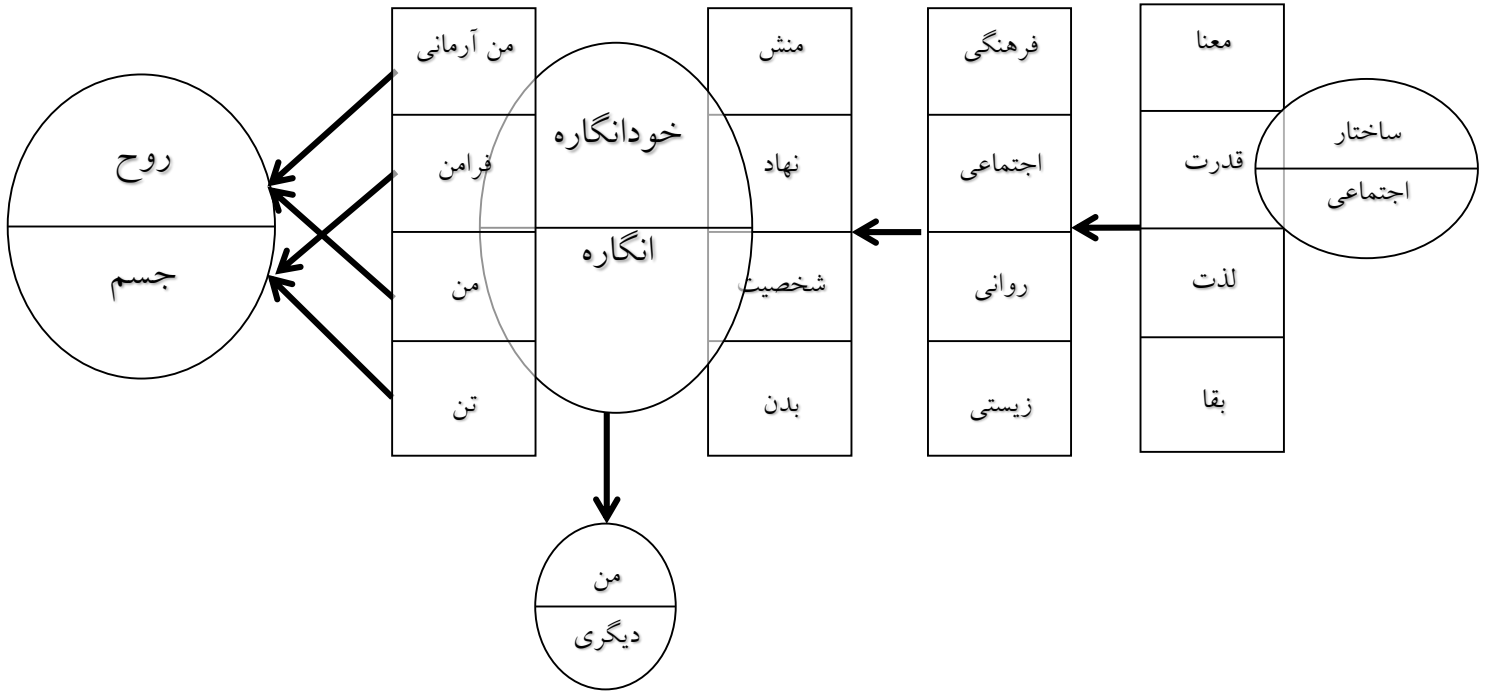 معنا
قدرت
لذت
بقا
ساختار
اجتماعی
فرهنگی
اجتماعی
روانی
زیستی
منش
نهاد
شخصیت
بدن
خودانگاره
انگاره
من آرمانی
فرامن
من
تن
روح
جسم
من
دیگری